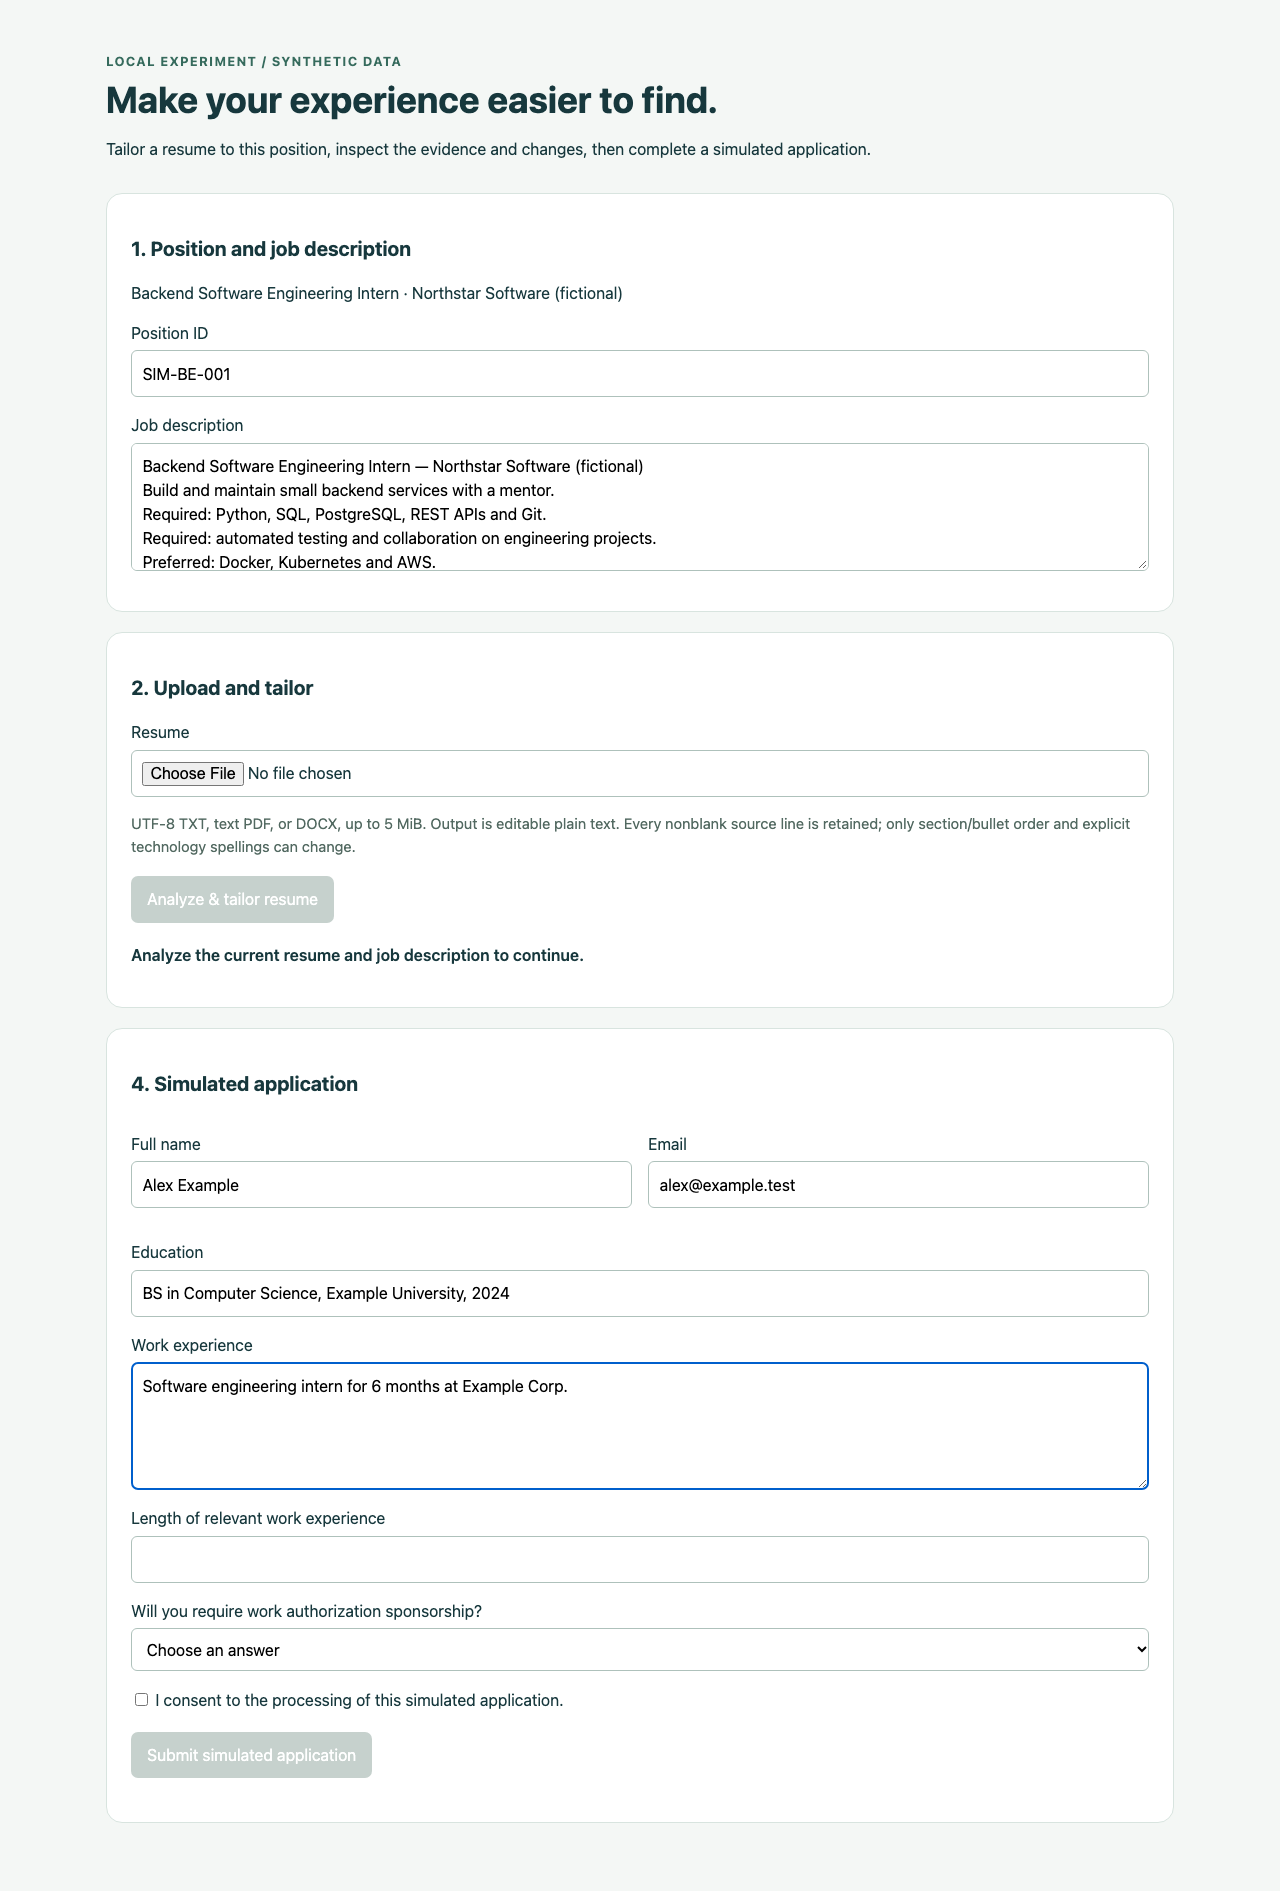 LOCAL EXPERIMENT / SYNTHETIC DATA
Make your experience easier to find.
Tailor a resume to this position, inspect the evidence and changes, then complete a simulated application.
1. Position and job description
Backend Software Engineering Intern · Northstar Software (fictional)
Position ID
SIM-BE-001
Job description
Backend Software Engineering Intern — Northstar Software (fictional)
Build and maintain small backend services with a mentor.
Required: Python, SQL, PostgreSQL, REST APIs and Git.
Required: automated testing and collaboration on engineering projects.
Preferred: Docker, Kubernetes and AWS.
2. Upload and tailor
Resume
Choose File No file chosen
UTF-8 TXT, text PDF, or DOCX, up to 5 MiB. Output is editable plain text. Every nonblank source line is retained; only section/bullet order and explicit
technology spellings can change.
Analyze & tailor resume
Analyze the current resume and job description to continue.
4. Simulated application
Full name
Email
Alex Example
alex@example.test
Education
BS in Computer Science, Example University, 2024
Work experience
Software engineering intern for 6 months at Example Corp.
Length of relevant work experience
Will you require work authorization sponsorship?
Choose an answer
I consent to the processing of this simulated application.
Submit simulated application